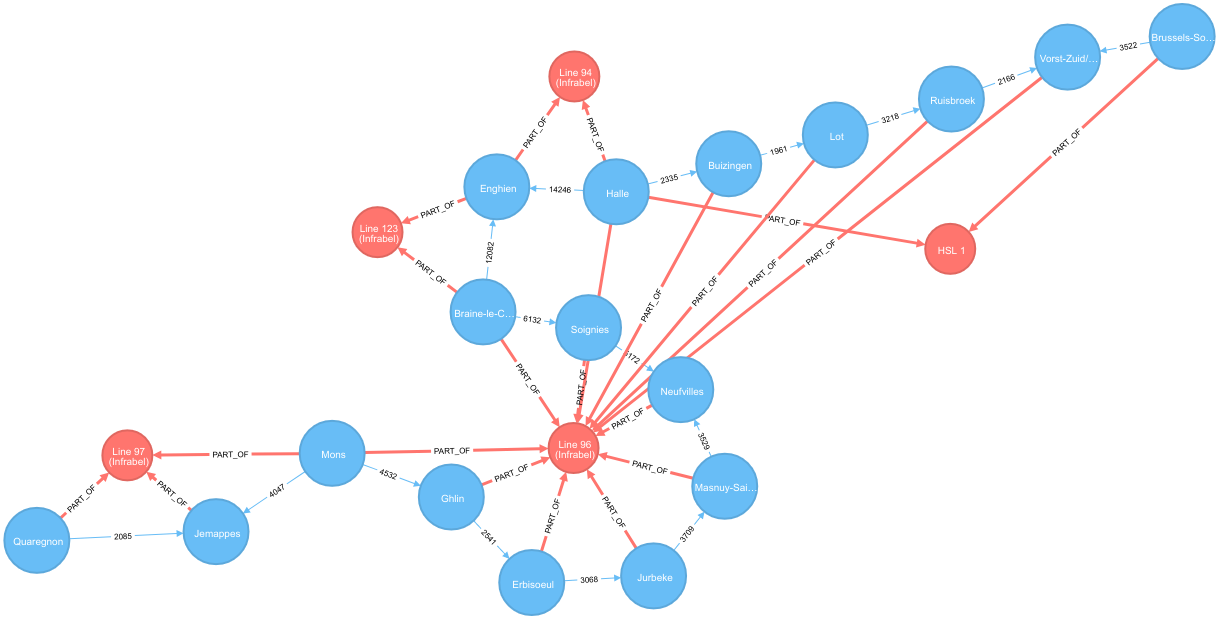 Brussels-So...
3522
Vorst-Zuid/...
2166
Ruisbroek
3218
Lot
1961
Buizingen
2335
Halle
14246
Enghien
Line 94
(Infrabel)
PART_OF
PART_OF
PART_OF
Line 123
(Infrabel)
PART_OF
PART_OF
12082
Braine-le-C...
6132
Soignies
PART_OF
HSL 1
PART_OF
PART_OF
PART_OF
PART_OF
PART_OF
PART_OF
PART_OF
Neufvilles
PART_OF
3529
Line 96
(Infrabel)
Line 97
(Infrabel)
PART_OF
Mons
PART_OF
4532
4047
Ghlin
PART_OF
PART_OF
Masnuy-Sai...
PART_OF
PART_OF
Quaregnon
2085
Jemappes
2541
PART_OF
PART_OF
3709
Erbisoeul
3068
Jurbeke